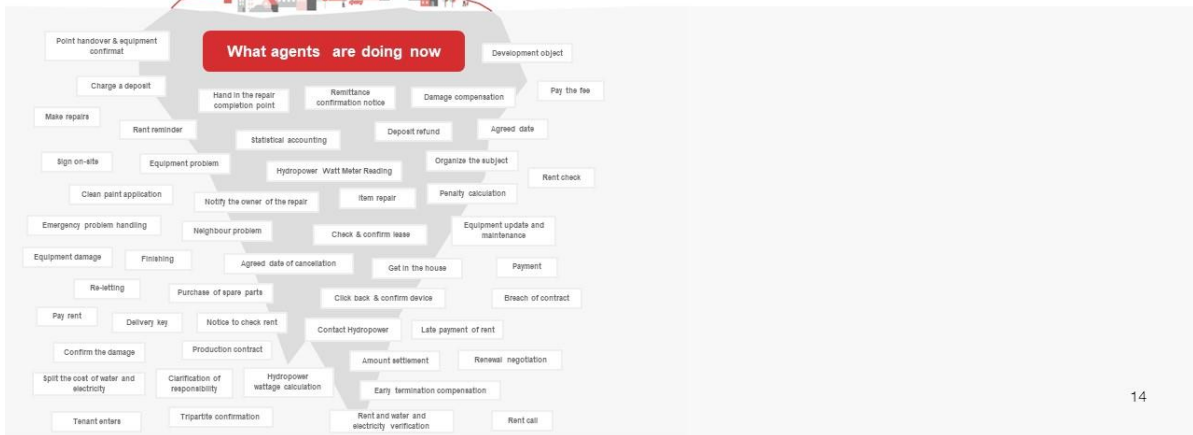 What agents are doing now
Point handover & equipment
confirmat
Development object
Charge a deposit
Hand in the repair
completion point
Remittance
confirmation notice
Damage compensation
Pay the fee
Make repairs
Rent reminder
Statistical accounting
Deposit refund
Agreed date
Sign on-site
Equipment problem
Hydropower Watt Meter Reading
Organize the subject
Rent check
Clean paint application
Notify the owner of the repair
Item repair
Penalty calculation
Emergency problem handling
Neighbour problem
Check & confirm lease
Equipment update and
maintenance
Equipment damage
Finishing
Agreed date of cancellation
Get in the house
Payment
Re-letting
Purchase of spare parts
Click back & confirm device
Breach of contract
Pay rent
Delivery key
Notice to check rent
Contact Hydropower
Late payment of rent
Confirm the damage
Production contract
Amount settlement
Renewal negotiation
Split the cost of water and
electricity
Clarification of
responsibility
Hydropower
wattage calculation
Early termination compensation
Tenant enters
Tripartite confirmation
Rent and water and
electricity verification
Rent call
14